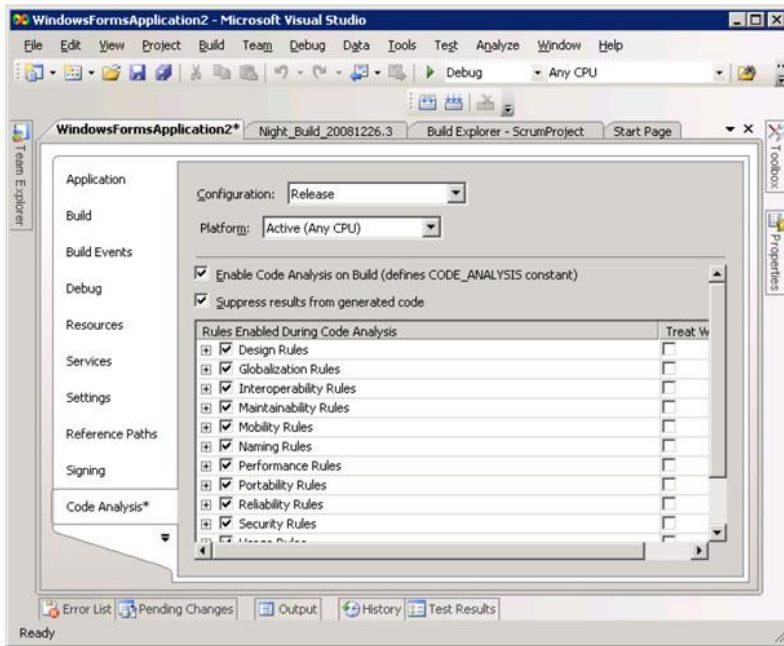 WindowsFormsApplication2 - Microsoft Visual Studio
File Edit View Project Build Team Debug Data Tools Test Analyze Window Help
Debug Any CPU
WindowsFormsApplication2* Night_Build_20081226.3 Build Explorer - ScrumProject Start Page
Team Explorer
Toolbox
Properties
Application
Build
Build Events
Debug
Resources
Services
Settings
Reference Paths
Signing
Code Analysis*
Configuration: Release
Platform: Active (Any CPU)
Enable Code Analysis on Build (defines CODE_ANALYSIS constant)
Suppress results from generated code
Rules Enabled During Code Analysis Treat W
Design Rules
Globalization Rules
Interoperability Rules
Maintainability Rules
Mobility Rules
Naming Rules
Performance Rules
Portability Rules
Reliability Rules
Security Rules
Usage Rules
Error List Pending Changes Output History Test Results
Ready